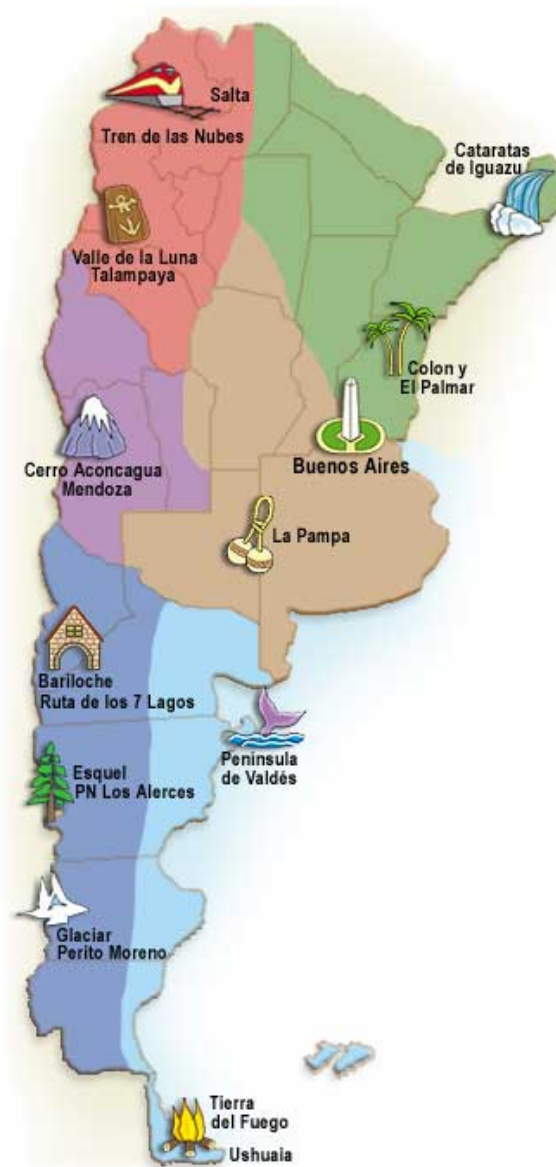 Salta
Tren de las Nubes
Cataratas
de Iguazu
Valle de la Luna
Talampaya
Colon y
El Palmar
Cerro Aconcagua
Mendoza
Buenos Aires
La Pampa
Bariloche
Ruta de los 7 Lagos
Peninsula
de Valdés
Esquel
PN Los Alerces
Glaciar
Perito Moreno
Tierra
del Fuego
Ushuaia